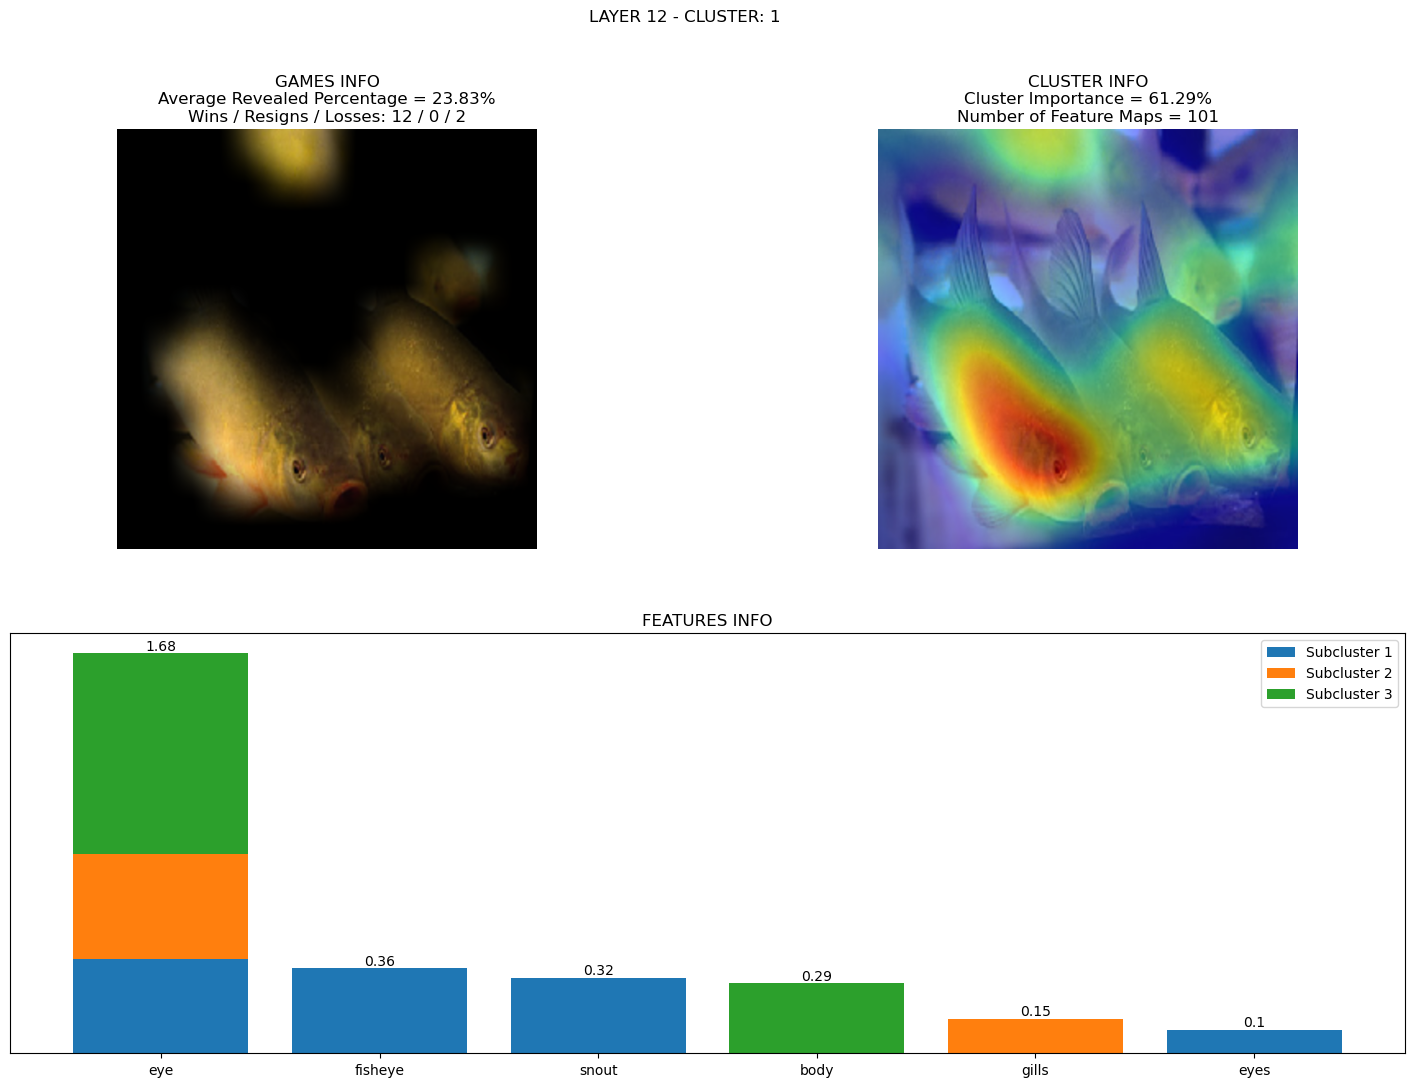 LAYER 12 - CLUSTER: 1
GAMES INFO
Average Revealed Percentage = 23.83%
Wins / Resigns / Losses: 12 / 0 / 2
CLUSTER INFO
Cluster Importance = 61.29%
Number of Feature Maps = 101
FEATURES INFO
1.68
0.36
0.32
0.29
0.15
0.1
Subcluster 1
Subcluster 2
Subcluster 3
eye
fisheye
snout
body
gills
eyes